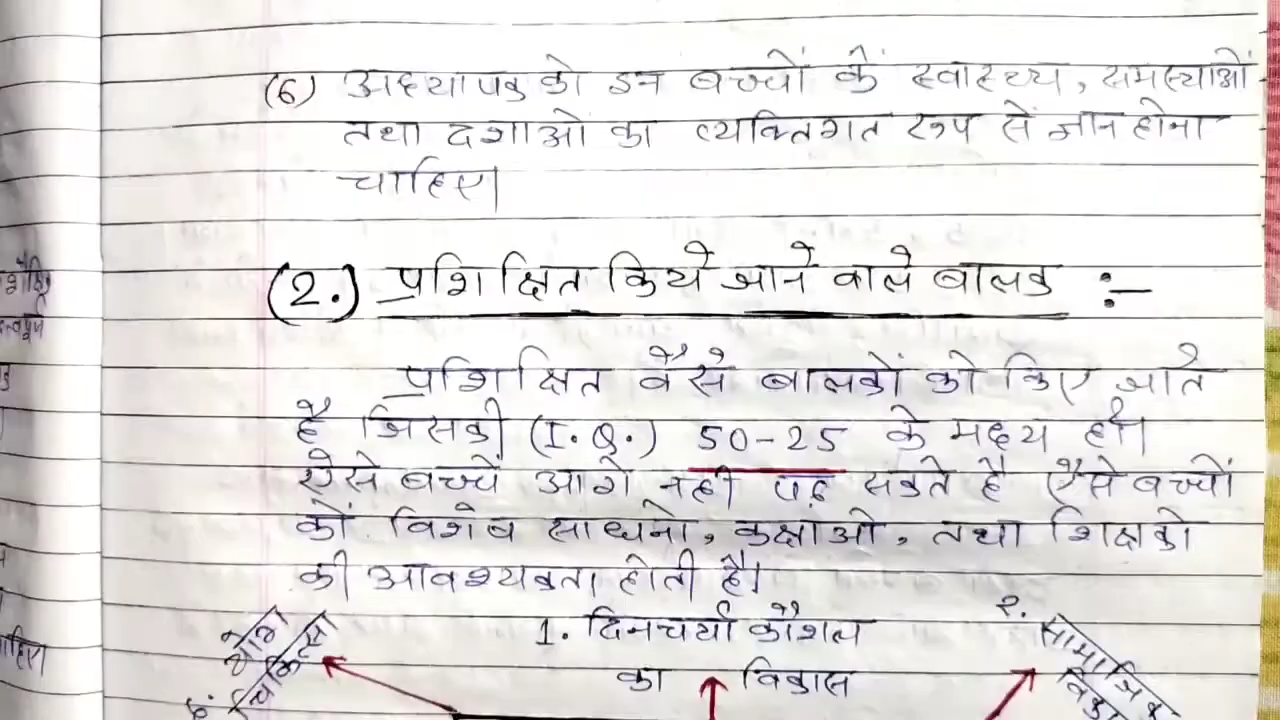 (6) अध्यापक को इन बच्चों कें स्वास्थ्य, समस्याओं
तथा दशाओं का व्यक्तिगत रूप सें ज्ञान होना
चाहिए।
(2.) प्रशिक्षित किये जाने वाले बालक :-
प्रशिक्षित वैसे बालकों को किए जाते
है जिसकी (I.Q.) 50-25 के मध्य हो।
ऐसे बच्चें आगे नही पढ़ सकते है ऐसे बच्चों
कों विशेष साधनो, कक्षाओ, तथा शिक्षको
की आवश्यकता होती है।
1. दिनचर्या कौशल
का विकास
२. सामाजिक
योग
चिकित्सा